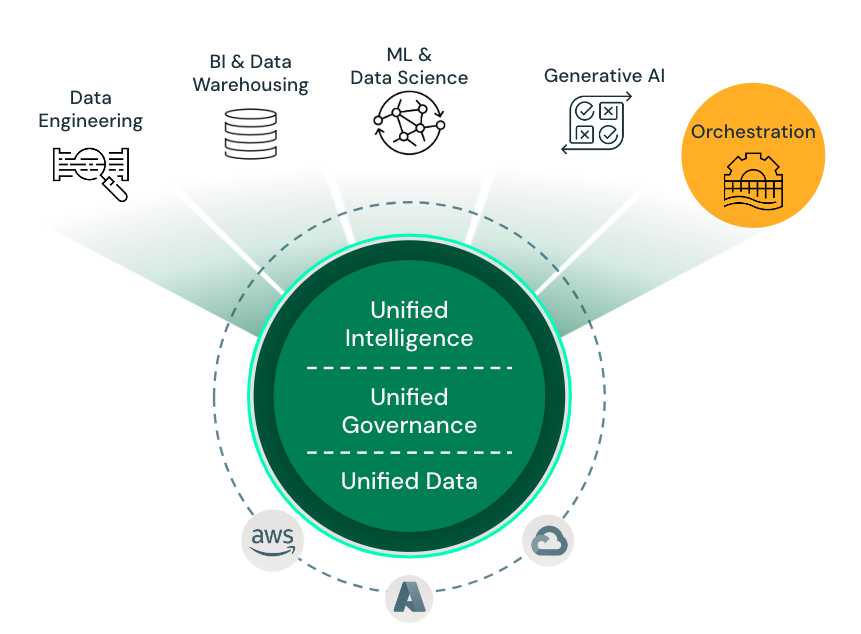 Data
Engineering
BI & Data
Warehousing
ML &
Data Science
Generative AI
Orchestration
Unified
Intelligence
Unified
Governance
Unified Data
aws